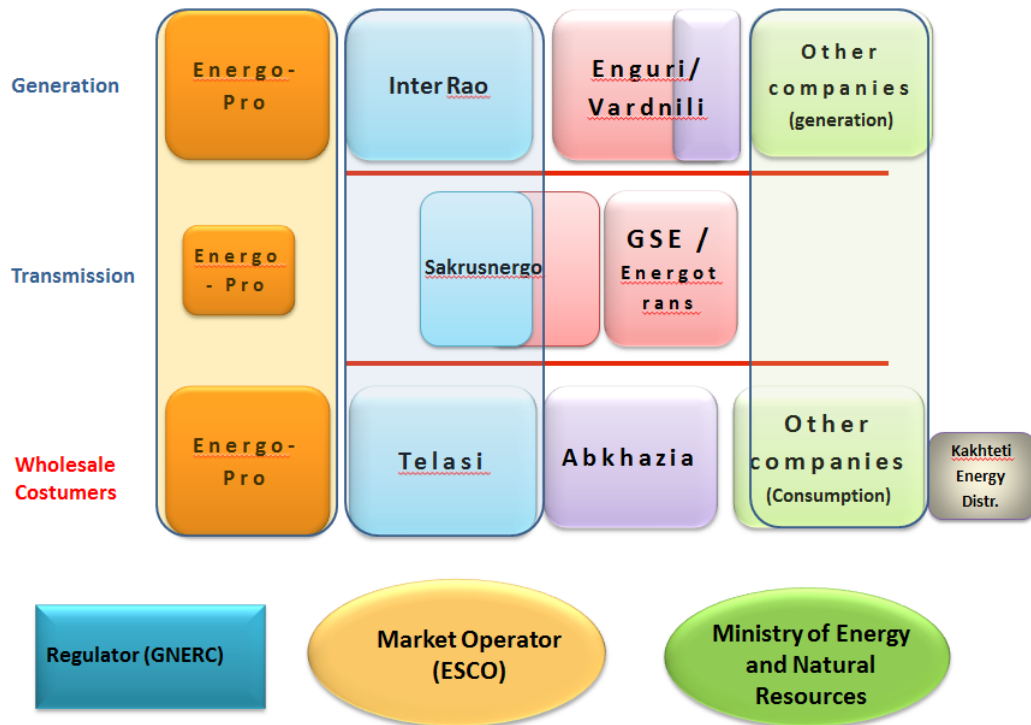 Generation
Energo-
Pro
Inter Rao
Enguri/
Vardnili
Other
companies
(generation)
Transmission
Energo
- Pro
Sakrusnergo
GSE /
Energot
rans
Wholesale
Costumers
Energo-
Pro
Telasi
Abkhazia
Other
companies
(Consumption)
Kakhteti
Energy
Distr.
Regulator (GNERC)
Market Operator
(ESCO)
Ministry of Energy
and Natural
Resources